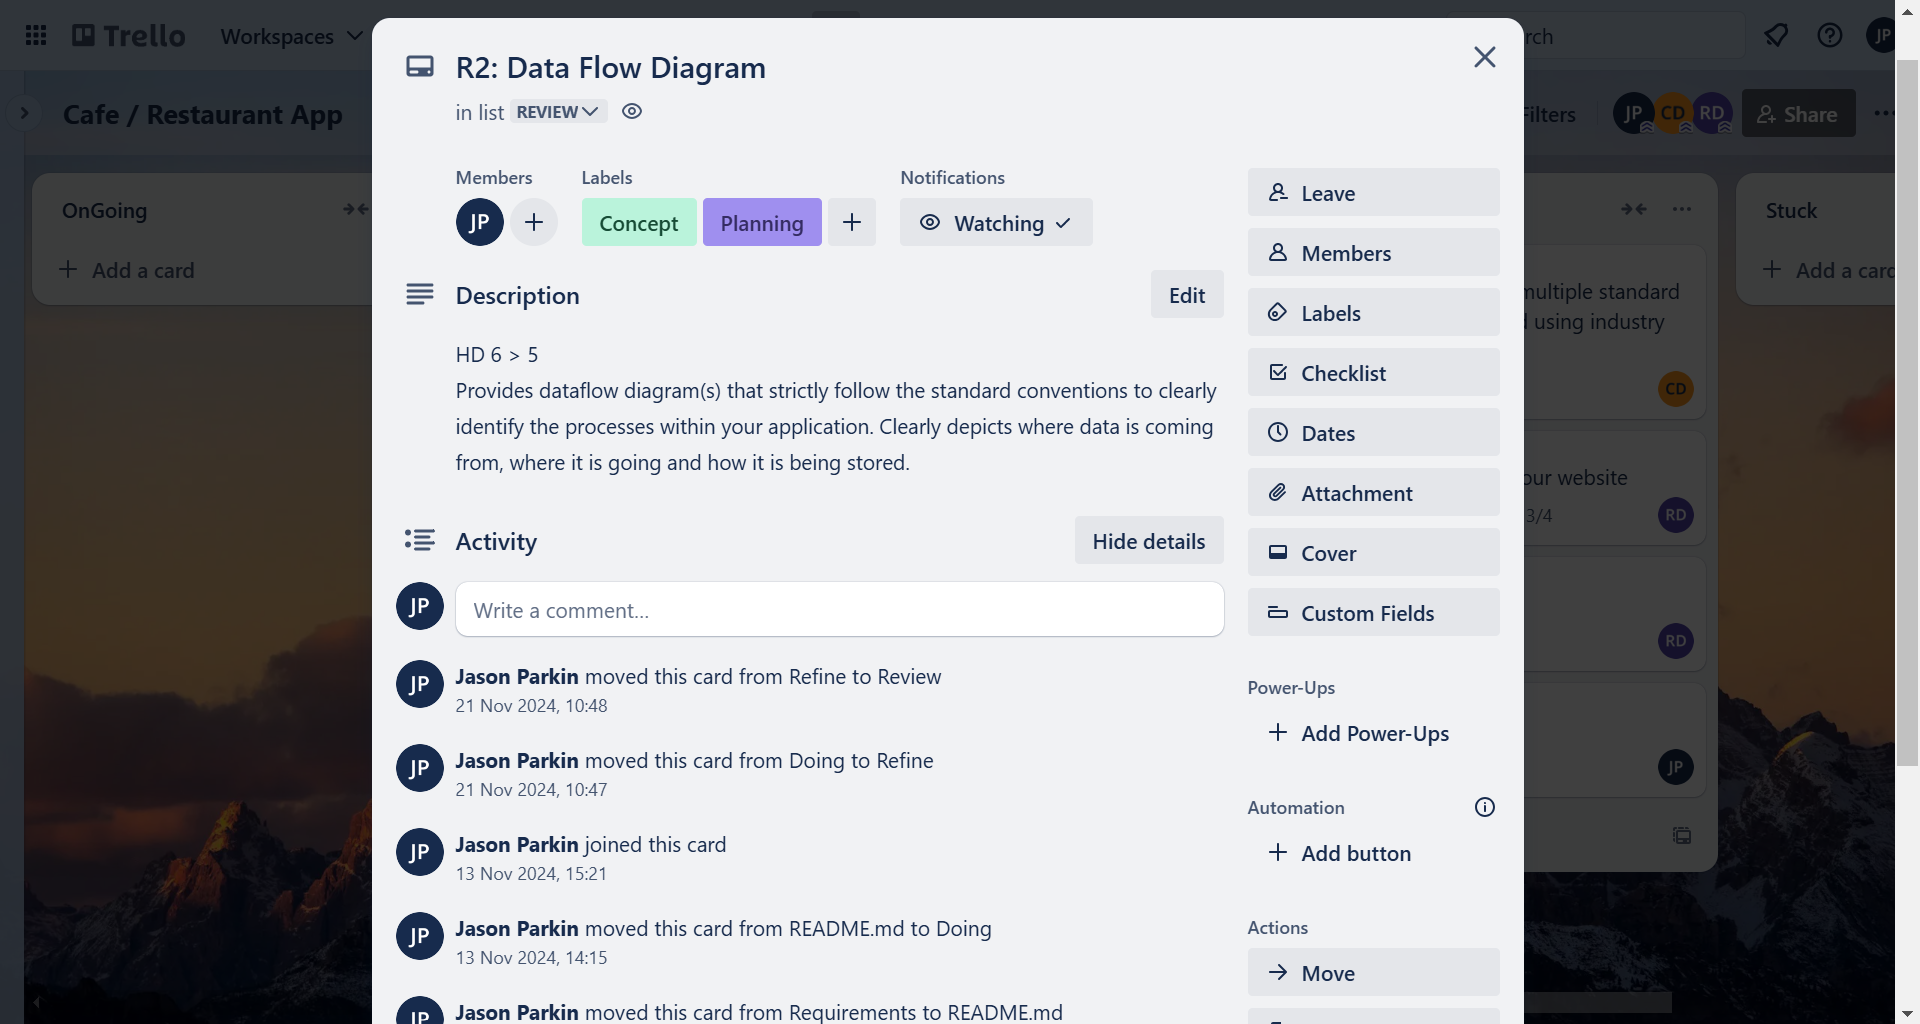 Trello
Workspaces
rch
JP
R2: Data Flow Diagram
in list REVIEW
Cafe / Restaurant App
Filters
JP
CD
RD
Share
Members
Labels
Notifications
JP
Concept
Planning
Watching
Description
Edit
HD 6 > 5
Provides dataflow diagram(s) that strictly follow the standard conventions to clearly
identify the processes within your application. Clearly depicts where data is coming
from, where it is going and how it is being stored.
Activity
Hide details
JP
Write a comment...
JP
Jason Parkin moved this card from Refine to Review
21 Nov 2024, 10:48
JP
Jason Parkin moved this card from Doing to Refine
21 Nov 2024, 10:47
JP
Jason Parkin joined this card
13 Nov 2024, 15:21
JP
Jason Parkin moved this card from README.md to Doing
13 Nov 2024, 14:15
JP
Jason Parkin moved this card from Requirements to README.md
Leave
Members
Labels
Checklist
Dates
Attachment
Cover
Custom Fields
Power-Ups
Add Power-Ups
Automation
Add button
Actions
Move
OnGoing
Add a card
multiple standard
d using industry
CD
our website
3/4
RD
RD
JP
Stuck
Add a card